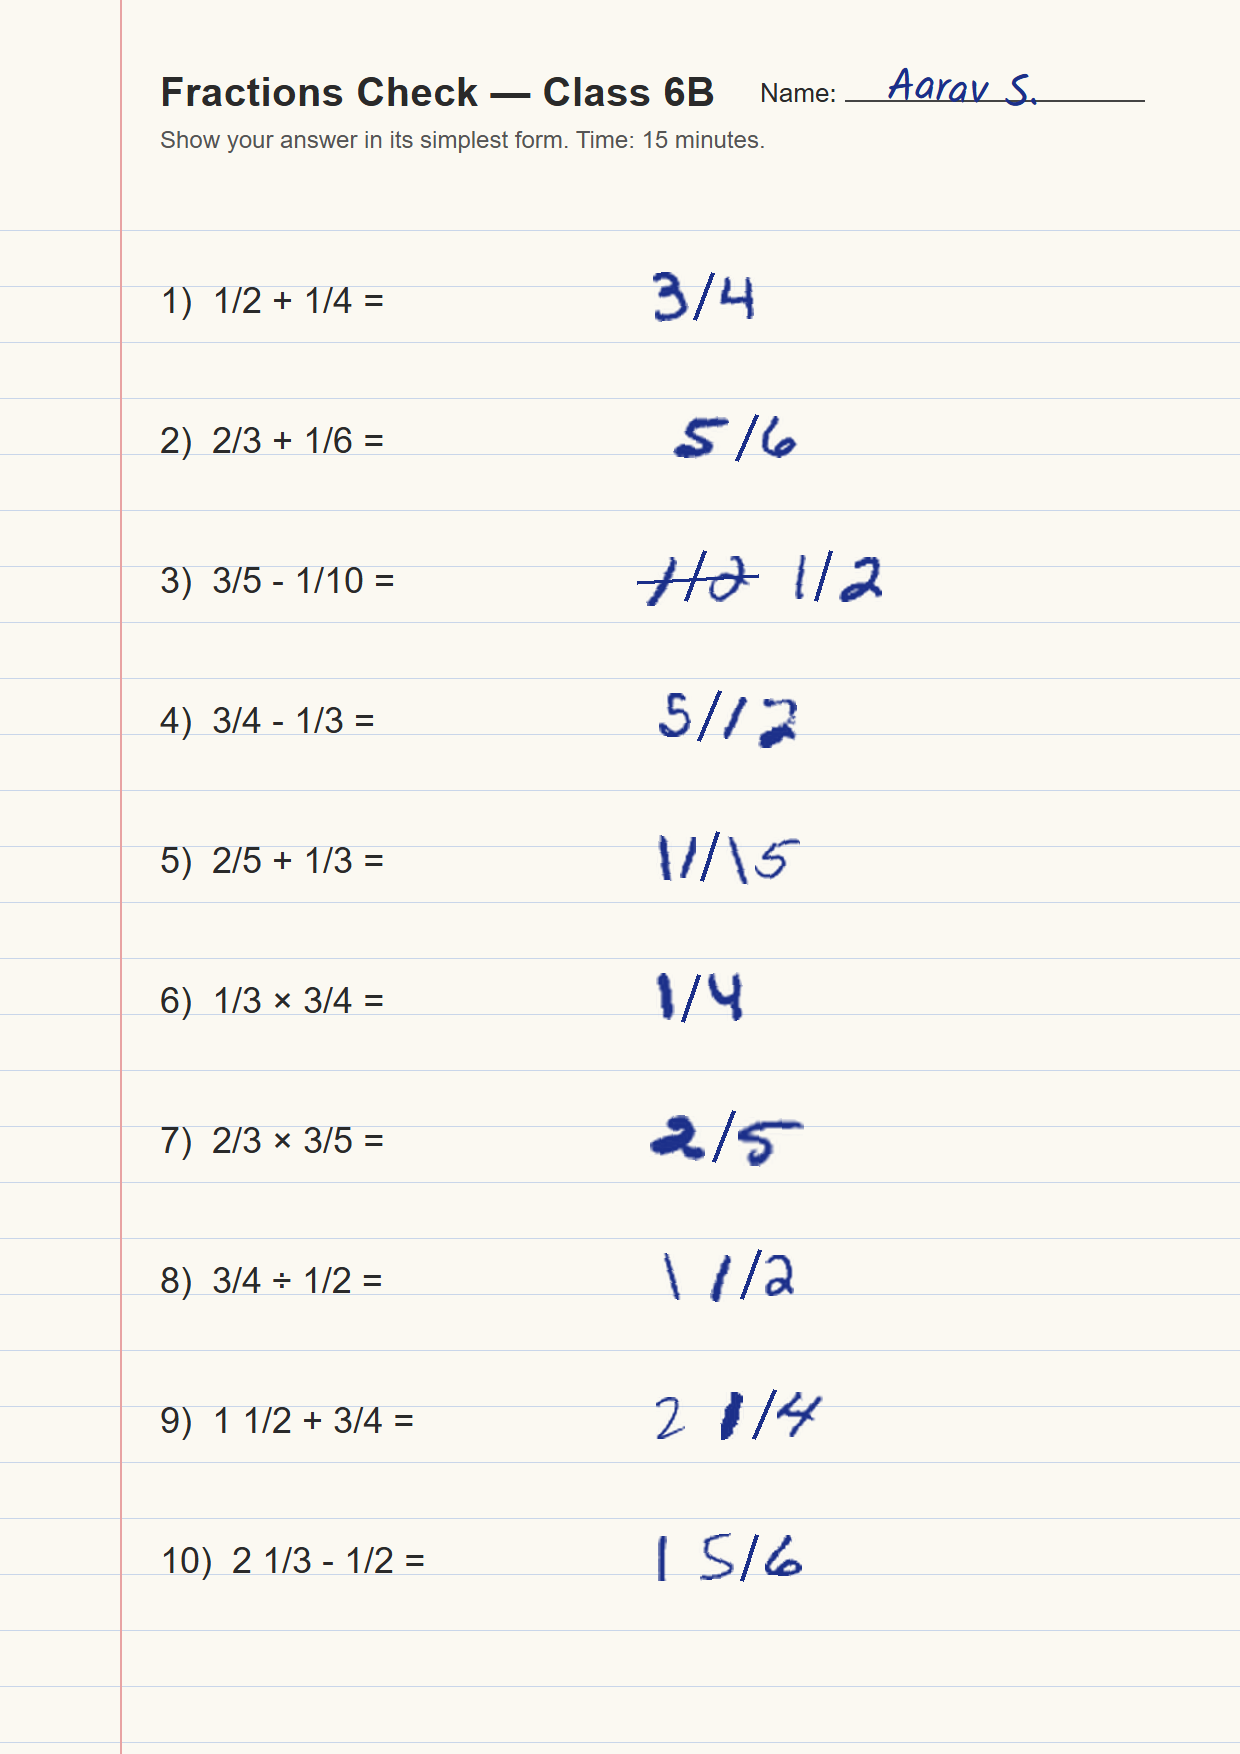 Fractions Check — Class 6B Name: Aarav S.
Show your answer in its simplest form. Time: 15 minutes.
1) 1/2 + 1/4 = 3/4
2) 2/3 + 1/6 = 5/6
3) 3/5 - 1/10 = 1/2 1/2
4) 3/4 - 1/3 = 5/12
5) 2/5 + 1/3 = 11/15
6) 1/3 × 3/4 = 1/4
7) 2/3 × 3/5 = 2/5
8) 3/4 ÷ 1/2 = 1 1/2
9) 1 1/2 + 3/4 = 2 1/4
10) 2 1/3 - 1/2 = 1 5/6